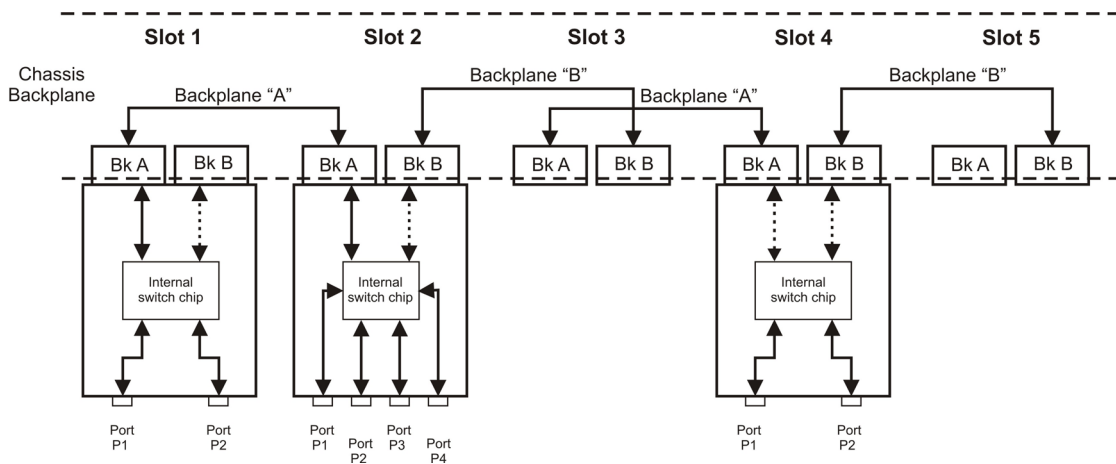 Slot 1
Slot 2
Slot 3
Slot 4
Slot 5
Chassis
Backplane
Backplane “A”
Backplane “B”
Backplane “A”
Backplane “B”
Bk A
Bk B
Bk A
Bk B
Bk A
Bk B
Bk A
Bk B
Bk A
Bk B
Internal
switch chip
Internal
switch chip
Internal
switch chip
Port
P1
Port
P2
Port
P1
Port
P2
Port
P3
Port
P4
Port
P1
Port
P2